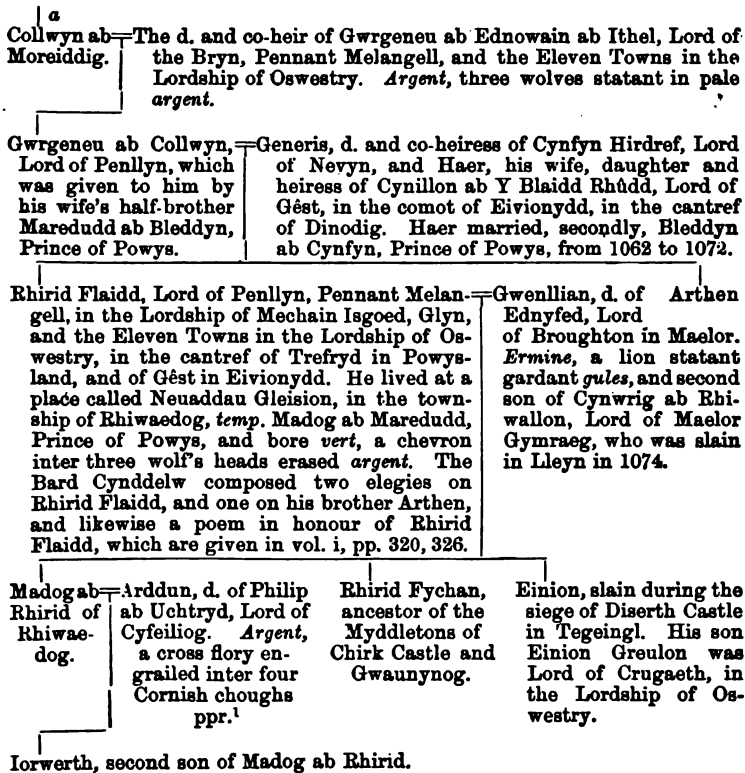 a
Collwyn ab
Moreiddig.
The d. and co-heir of Gwrgeneu ab Ednowain ab Ithel, Lord of
the Bryn, Pennant Melangell, and the Eleven Towns in the
Lordship of Oswestry. Argent, three wolves statant in pale
argent.
Gwrgeneu ab Collwyn,
Lord of Penllyn, which
was given to him by
his wife's half-brother
Maredudd ab Bleddyn,
Prince of Powys.
Generis, d. and co-heiress of Cynfyn Hirdref, Lord
of Nevyn, and Haer, his wife, daughter and
heiress of Cynillon ab Y Blaidd Rhûdd, Lord of
Gêst, in the comot of Eivionydd, in the cantref
of Dinodig. Haer married, secondly, Bleddyn
ab Cynfyn, Prince of Powys, from 1062 to 1072.
Rhirid Flaidd, Lord of Penllyn, Pennant Melan-
gell, in the Lordship of Mechain Isgoed, Glyn,
and the Eleven Towns in the Lordship of Os-
westry, in the cantref of Trefryd in Powys-
land, and of Gêst in Eivionydd. He lived at a
place called Neuaddau Gleision, in the town-
ship of Rhiwaedog, temp. Madog ab Maredudd,
Prince of Powys, and bore vert, a chevron
inter three wolf's heads erased argent. The
Bard Cynddelw composed two elegies on
Rhirid Flaidd, and one on his brother Arthen,
and likewise a poem in honour of Rhirid
Flaidd, which are given in vol. i, pp. 320, 326.
Gwenllian, d. of
Arthen
Ednyfed, Lord
of Broughton in Maelor.
Ermine, a lion statant
gardant gules, and second
son of Cynwrig ab Rhi-
wallon, Lord of Maelor
Gymraeg, who was slain
in Lleyn in 1074.
Madog ab
Rhirid of
Rhiwae-
dog.
Arddun, d. of Philip
ab Uchtryd, Lord of
Cyfeiliog. Argent,
a cross flory en-
grailed inter four
Cornish choughs
ppr.1
Rhirid Fychan,
ancestor of the
Myddletons of
Chirk Castle and
Gwaunynog.
Einion, slain during the
siege of Diserth Castle
in Tegeingl. His son
Einion Greulon was
Lord of Crugaeth, in
the Lordship of Os-
westry.
Iorwerth, second son of Madog ab Rhirid.